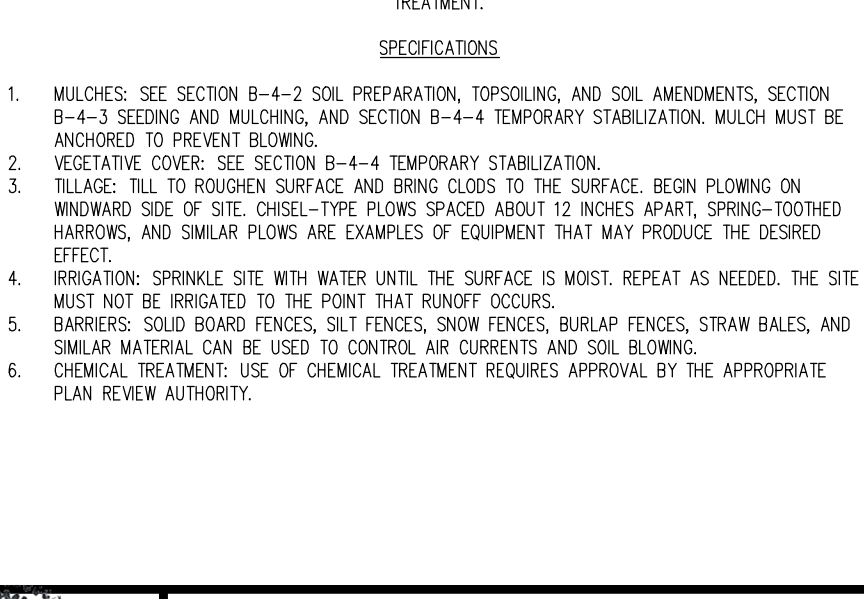 TREATMENT.
SPECIFICATIONS
1. MULCHES: SEE SECTION B-4-2 SOIL PREPARATION, TOPSOILING, AND SOIL AMENDMENTS, SECTION
B-4-3 SEEDING AND MULCHING, AND SECTION B-4-4 TEMPORARY STABILIZATION. MULCH MUST BE
ANCHORED TO PREVENT BLOWING.
2. VEGETATIVE COVER: SEE SECTION B-4-4 TEMPORARY STABILIZATION.
3. TILLAGE: TILL TO ROUGHEN SURFACE AND BRING CLODS TO THE SURFACE. BEGIN PLOWING ON
WINDWARD SIDE OF SITE. CHISEL-TYPE PLOWS SPACED ABOUT 12 INCHES APART, SPRING-TOOTHED
HARROWS, AND SIMILAR PLOWS ARE EXAMPLES OF EQUIPMENT THAT MAY PRODUCE THE DESIRED
EFFECT.
4. IRRIGATION: SPRINKLE SITE WITH WATER UNTIL THE SURFACE IS MOIST. REPEAT AS NEEDED. THE SITE
MUST NOT BE IRRIGATED TO THE POINT THAT RUNOFF OCCURS.
5. BARRIERS: SOLID BOARD FENCES, SILT FENCES, SNOW FENCES, BURLAP FENCES, STRAW BALES, AND
SIMILAR MATERIAL CAN BE USED TO CONTROL AIR CURRENTS AND SOIL BLOWING.
6. CHEMICAL TREATMENT: USE OF CHEMICAL TREATMENT REQUIRES APPROVAL BY THE APPROPRIATE
PLAN REVIEW AUTHORITY.